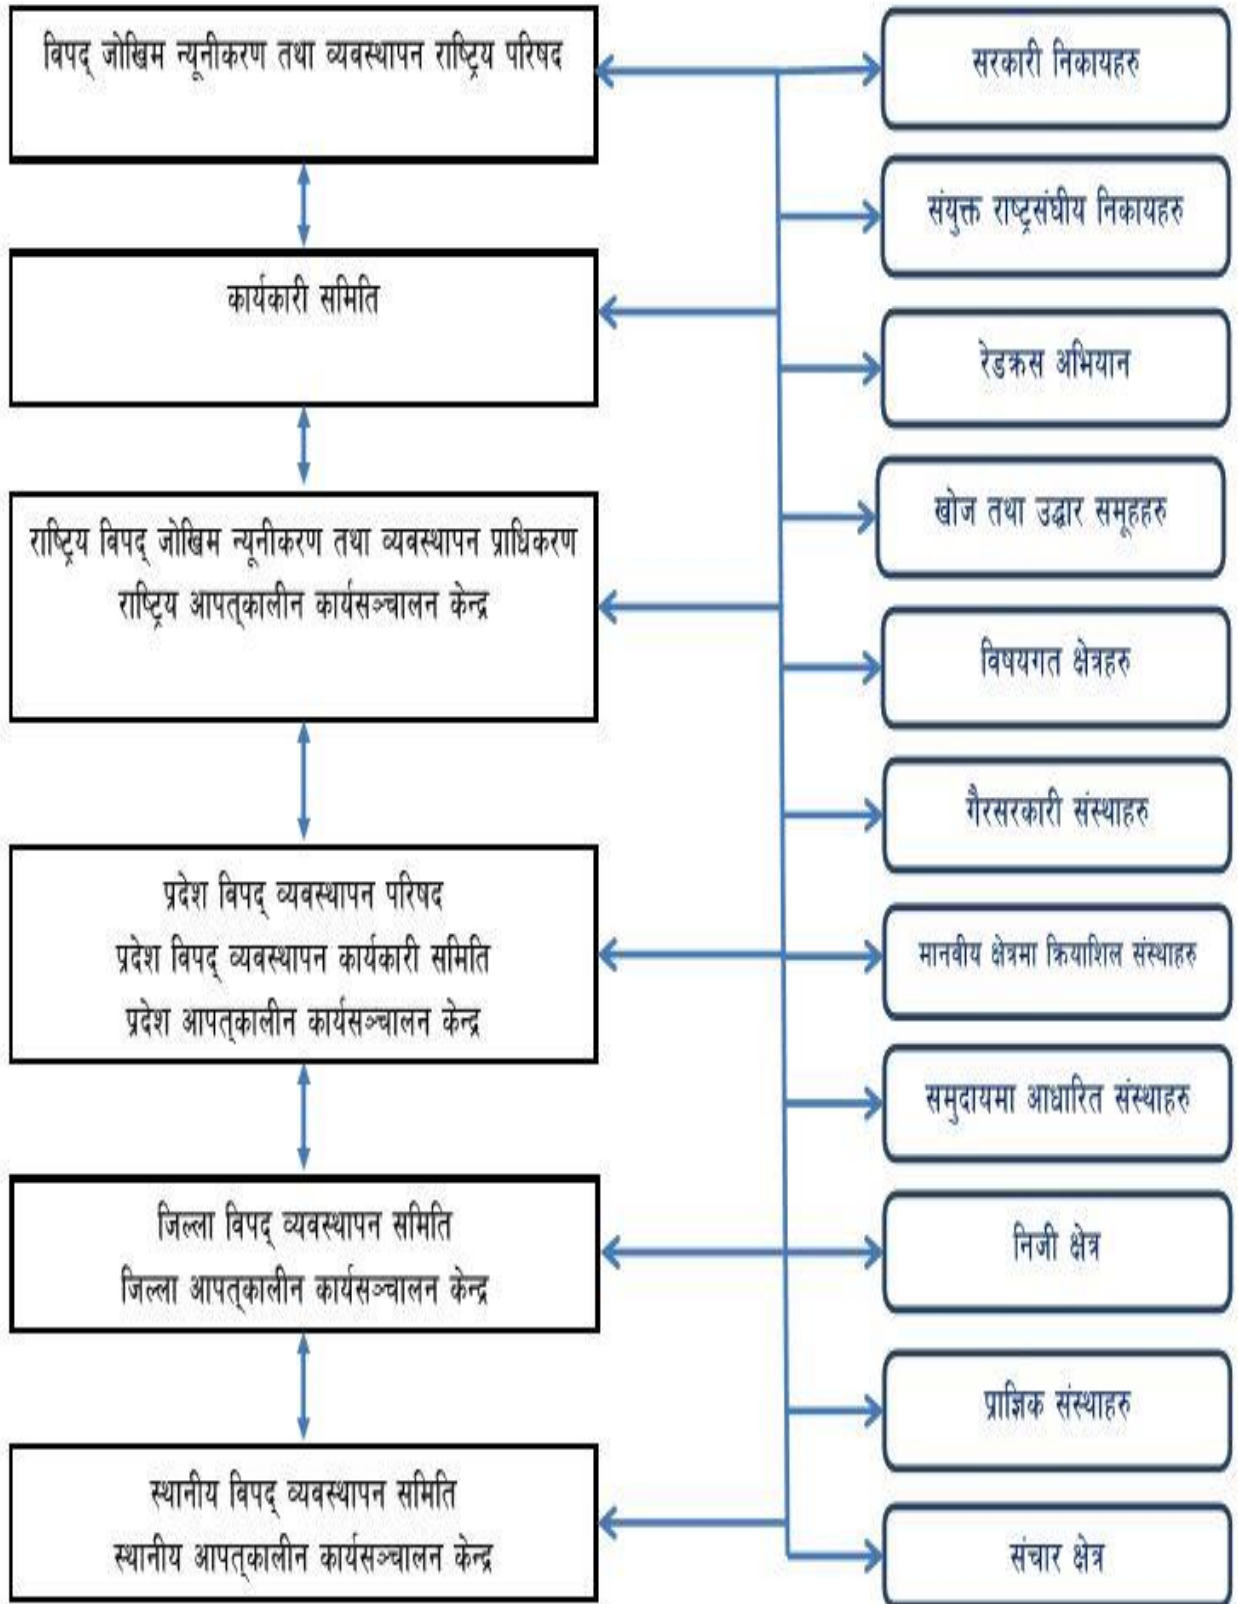 विपद् जोखिम न्यूनीकरण तथा व्यवस्थापन राष्ट्रिय परिषद
कार्यकारी समिति
राष्ट्रिय विपद् जोखिम न्यूनीकरण तथा व्यवस्थापन प्राधिकरण
राष्ट्रिय आपत्‌कालीन कार्यसञ्चालन केन्द्र
प्रदेश विपद् व्यवस्थापन परिषद
प्रदेश विपद् व्यवस्थापन कार्यकारी समिति
प्रदेश आपत्‌कालीन कार्यसञ्चालन केन्द्र
जिल्ला विपद् व्यवस्थापन समिति
जिल्ला आपत्‌कालीन कार्यसञ्चालन केन्द्र
स्थानीय विपद् व्यवस्थापन समिति
स्थानीय आपत्‌कालीन कार्यसञ्चालन केन्द्र
सरकारी निकायहरु
संयुक्त राष्ट्रसंघीय निकायहरु
रेडक्रस अभियान
खोज तथा उद्धार समूहहरु
विषयगत क्षेत्रहरु
गैरसरकारी संस्थाहरु
मानवीय क्षेत्रमा क्रियाशिल संस्थाहरु
समुदायमा आधारित संस्थाहरु
निजी क्षेत्र
प्राज्ञिक संस्थाहरु
संचार क्षेत्र